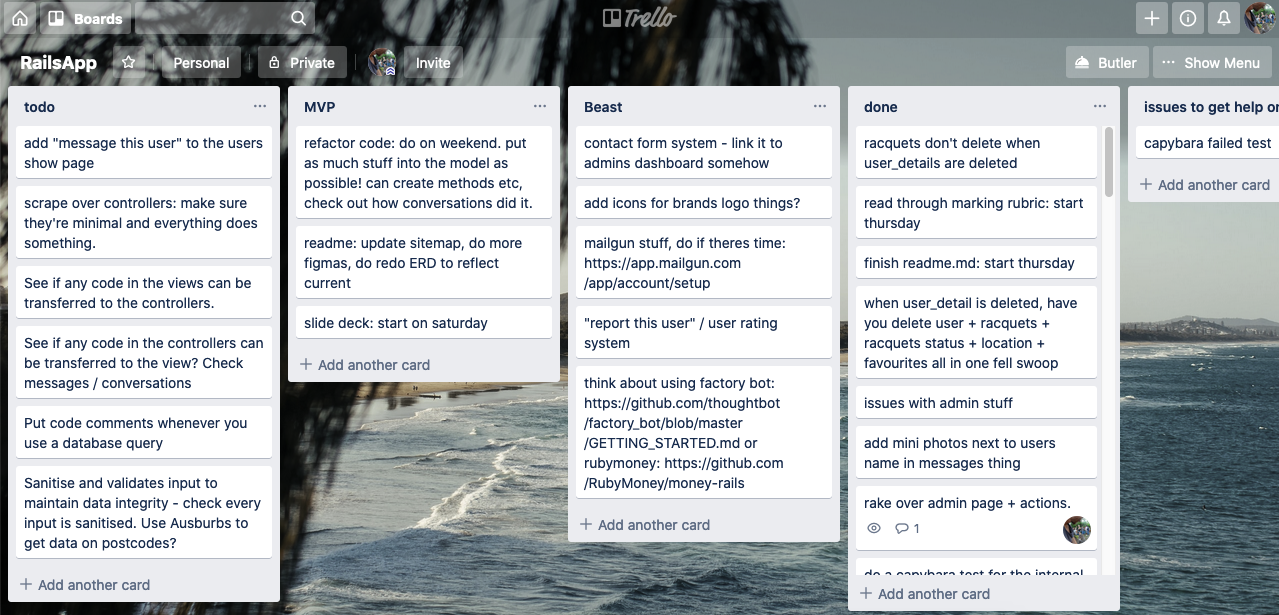 Boards
Trello
RailsApp
Personal
Private
Invite
Butler
··· Show Menu
todo
add "message this user" to the users
show page
scrape over controllers: make sure
they're minimal and everything does
something.
See if any code in the views can be
transferred to the controllers.
See if any code in the controllers can
be transferred to the view? Check
messages / conversations
Put code comments whenever you
use a database query
Sanitise and validates input to
maintain data integrity - check every
input is sanitised. Use Ausburbs to
get data on postcodes?
+ Add another card
MVP
refactor code: do on weekend. put
as much stuff into the model as
possible! can create methods etc,
check out how conversations did it.
readme: update sitemap, do more
figmas, do redo ERD to reflect
current
slide deck: start on saturday
+ Add another card
Beast
contact form system - link it to
admins dashboard somehow
add icons for brands logo things?
mailgun stuff, do if theres time:
https://app.mailgun.com
/app/account/setup
"report this user" / user rating
system
think about using factory bot:
https://github.com/thoughtbot
/factory_bot/blob/master
/GETTING_STARTED.md or
rubymoney: https://github.com
/RubyMoney/money-rails
+ Add another card
done
racquets don't delete when
user_details are deleted
read through marking rubric: start
thursday
finish readme.md: start thursday
when user_detail is deleted, have
you delete user + racquets +
racquets status + location +
favourites all in one fell swoop
issues with admin stuff
add mini photos next to users
name in messages thing
rake over admin page + actions.
1
do a capybara test for the internal
+ Add another card
issues to get help
capybara failed test
+ Add another card